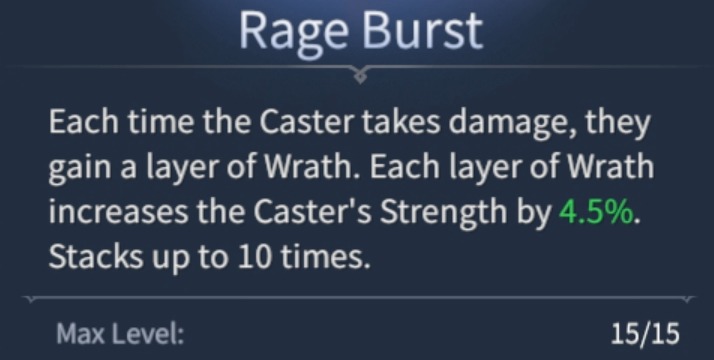 Rage Burst
Each time the Caster takes damage, they
gain a layer of Wrath. Each layer of Wrath
increases the Caster's Strength by 4.5%.
Stacks up to 10 times.
Max Level: 15/15